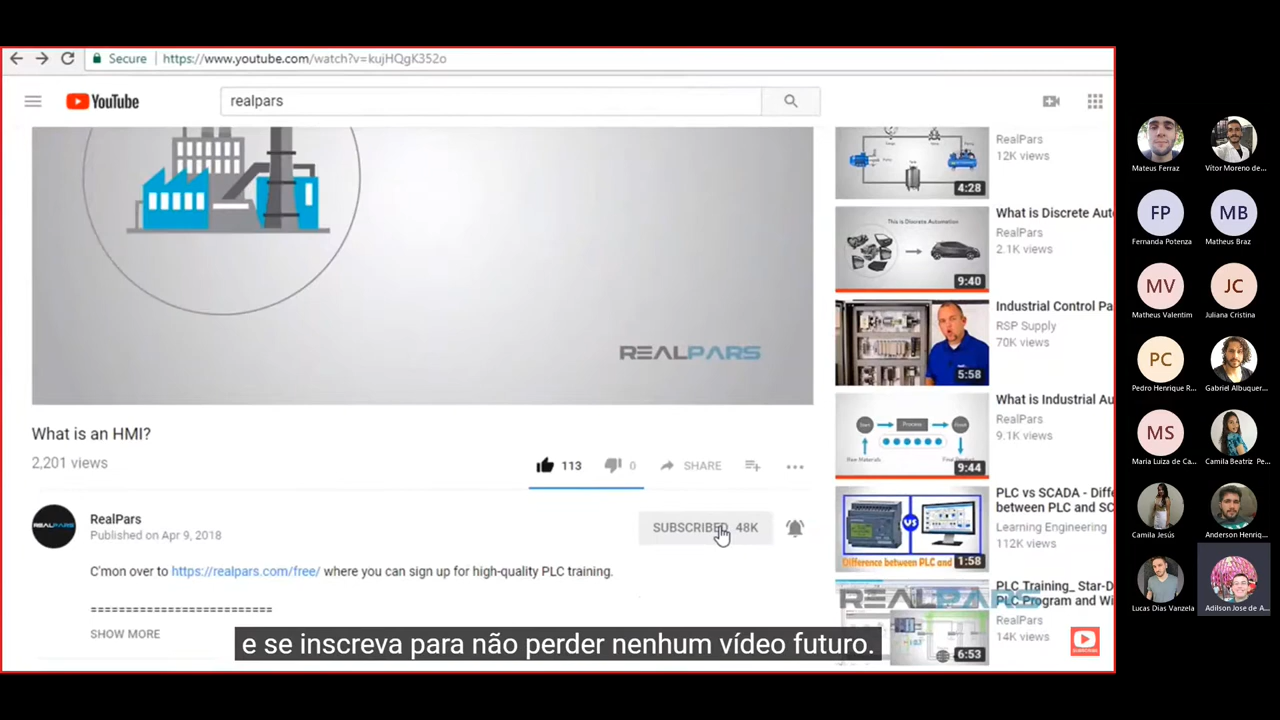 Secure https://www.youtube.com/watch?v=kujHQgK352o
YouTube
realpars
REALPARS
What is an HMI?
2,201 views
113
0
SHARE
RealPars
Published on Apr 9, 2018
SUBSCRIBED 48K
C'mon over to https://realpars.com/free/ where you can sign up for high-quality PLC training.
=========================
SHOW MORE
e se inscreva para não perder nenhum vídeo futuro.
RealPars
12K views
4:28
This is Discrete Automation
9:40
What is Discrete Aut
RealPars
2.1K views
5:58
Industrial Control Pa
RSP Supply
70K views
Process
9:44
What is Industrial Au
RealPars
9.1K views
VS
Difference between PLC and
1:58
PLC vs SCADA - Diffe
between PLC and SC
Learning Engineering
112K views
REALPARS
6:53
PLC Training_ Star-D
PLC Program and Wi
RealPars
14K views
Mateus Ferraz
Vítor Moreno de...
FP
Fernanda Potenza
MB
Matheus Braz
MV
Matheus Valentim
JC
Juliana Cristina
PC
Pedro Henrique R...
Gabriel Albuquer...
MS
Maria Luiza de Ca...
Camila Beatriz Pe...
Camila Jesús
Anderson Henriq...
Lucas Dias Vanzela
Adilson Jose de A...